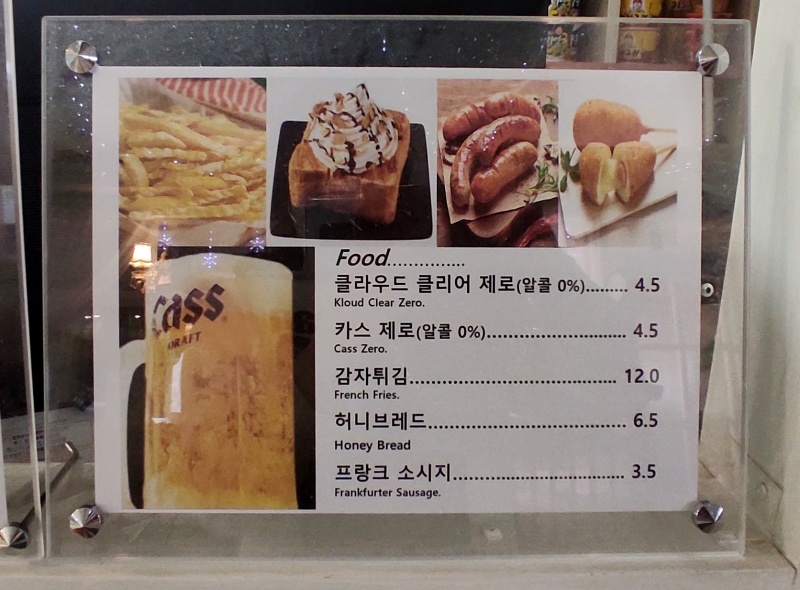 Cass
DRAFT
Food...............
클라우드 클리어 제로(알콜 0%)......... 4.5
Kloud Clear Zero.
카스 제로(알콜 0%)............................... 4.5
Cass Zero.
감자튀김............................................. 12.0
French Fries.
허니브레드........................................... 6.5
Honey Bread
프랑크 소시지..................................... 3.5
Frankfurter Sausage.